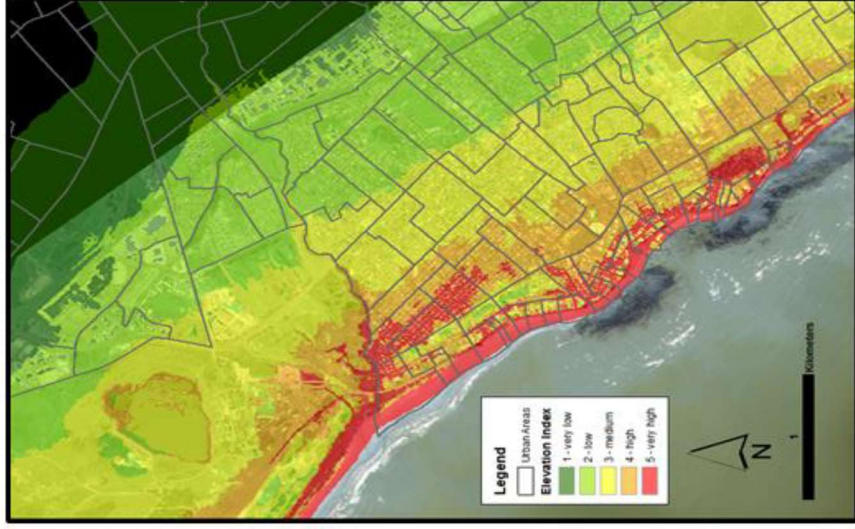 Legend
Urban Areas
Elevation Index
1 - very low
2 - low
3 - medium
4 - high
5 - very high
N
1
Kilometers